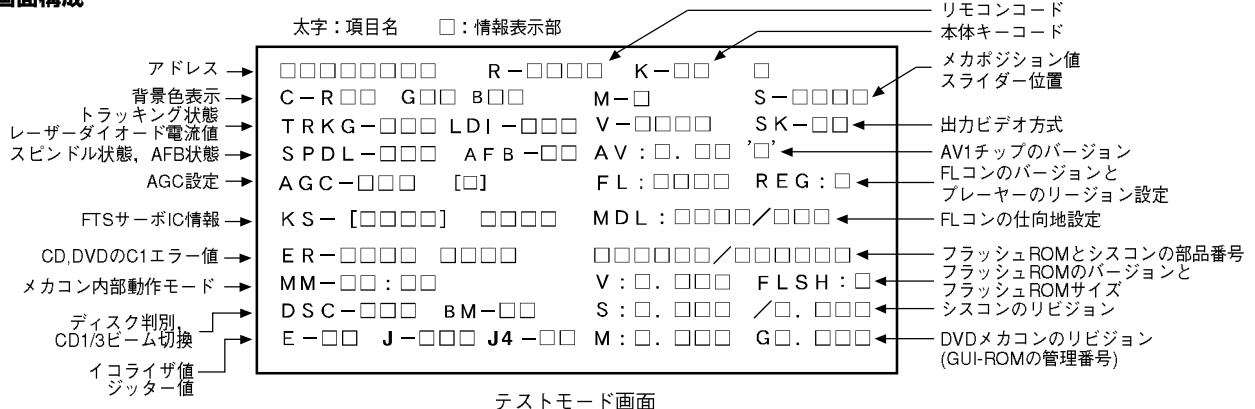 画面構成
太字：項目名　□：情報表示部
リモコンコード
本体キーコード
メカポジション値
スライダー位置
アドレス
□□□□□□□□ R－□□□□ K－□□ □
背景色表示
C－R□□ G□□ B□□ M－□ S－□□□□
トラッキング状態
レーザーダイオード電流値
TRKG－□□□ LDI－□□□ V－□□□□ SK－□□
出力ビデオ方式
スピンドル状態，AFB状態
SPDL－□□□ AFB－□□ AV：□．□□ '□'
AV1チップのバージョン
AGC設定
AGC－□□□ [□] FL：□□□□ REG：□
FLコンのバージョンと
プレーヤーのリージョン設定
FTSサーボIC情報
KS－[□□□□] □□□□ MDL：□□□□／□□□
FLコンの仕向地設定
CD,DVDのC1エラー値
ER－□□□□ □□□□ □□□□□□／□□□□□□
フラッシュROMとシスコンの部品番号
メカコン内部動作モード
MM－□□：□□ V：□．□□□ FLSH：□
フラッシュROMのバージョンと
フラッシュROMサイズ
ディスク判別，
CD1/3ビーム切換
DSC－□□□ BM－□□ S：□．□□□ ／□．□□□
シスコンのリビジョン
イコライザ値
ジッター値
E－□□ J－□□□ J4－□□ M：□．□□□ G□．□□□
DVDメカコンのリビジョン
(GUI-ROMの管理番号)
テストモード画面